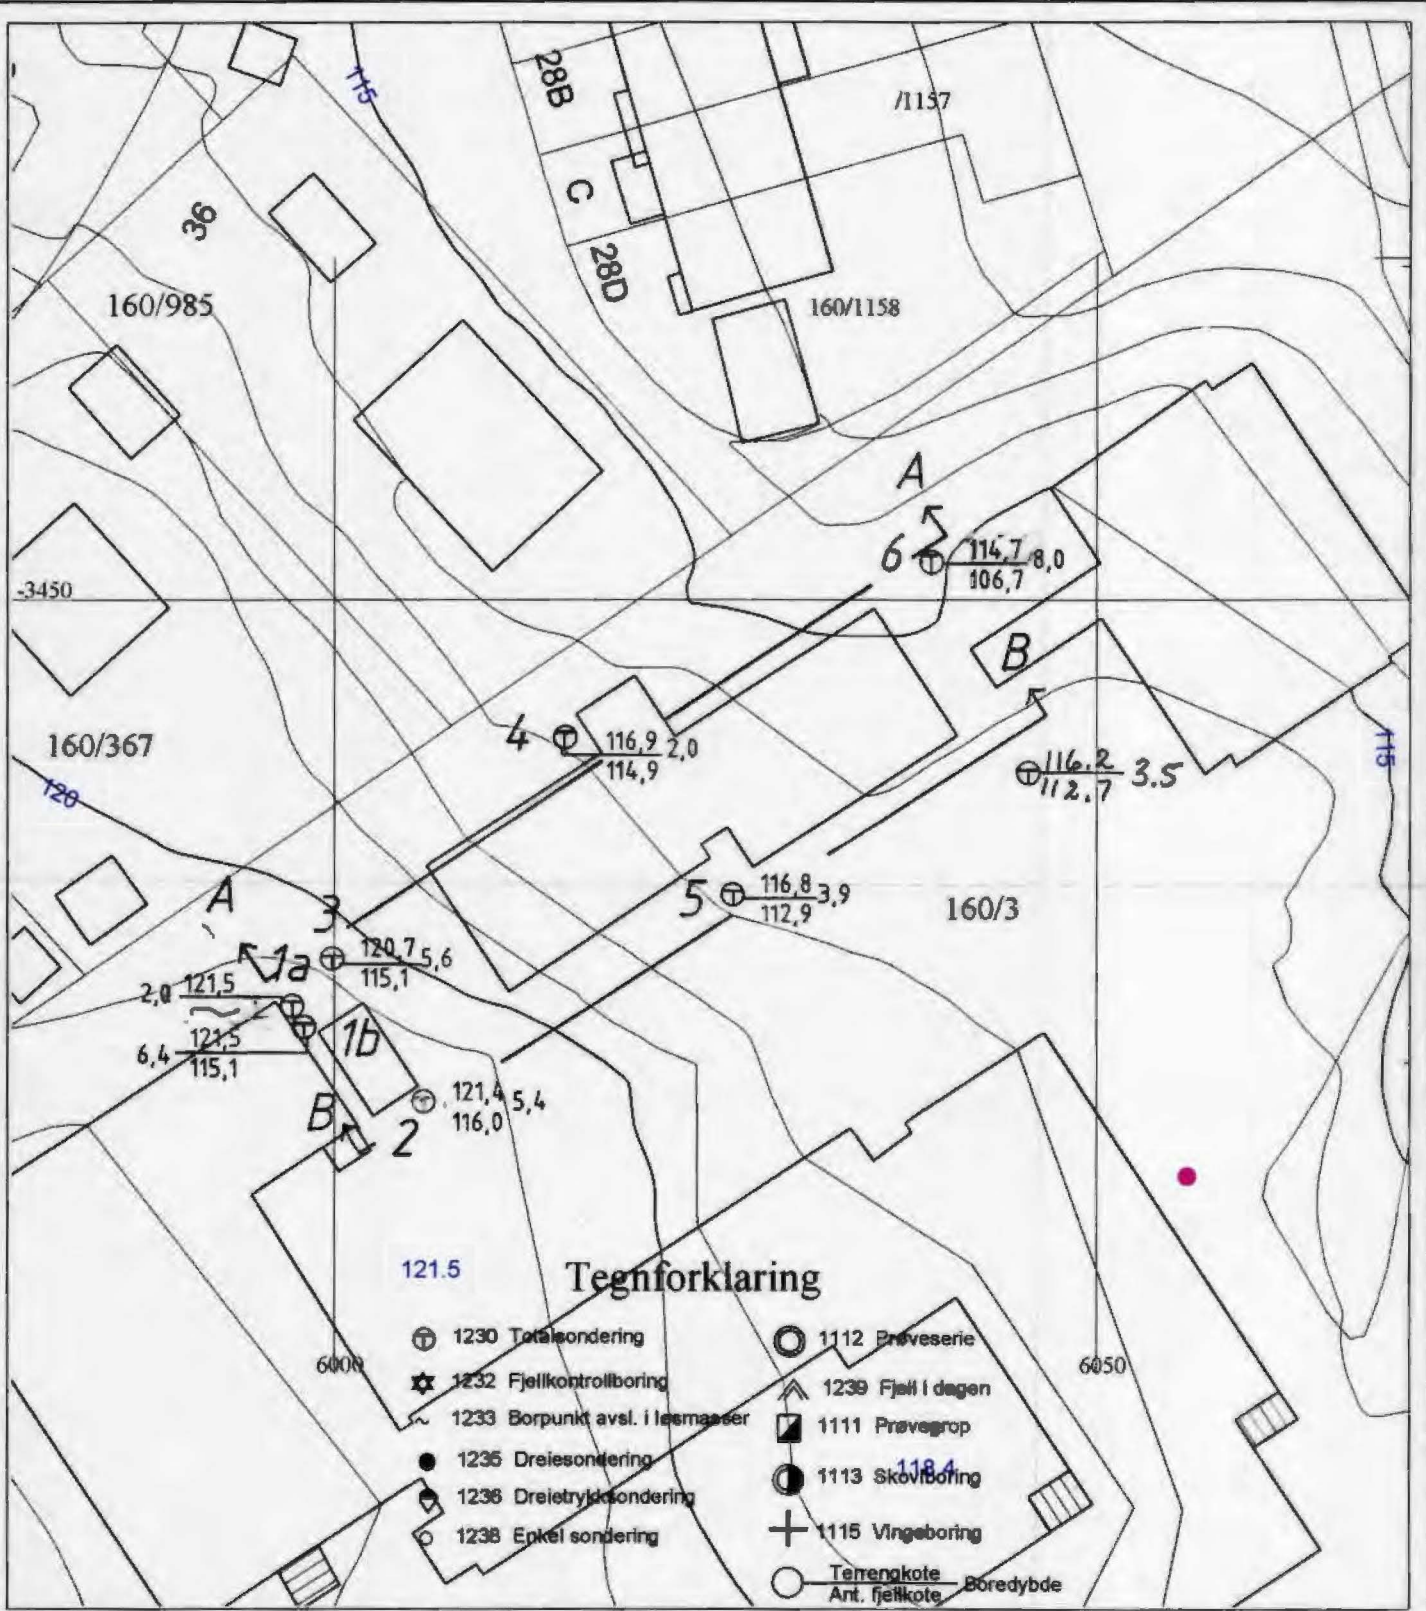 115
28B
/1157
C
36
28D
160/985
160/1158
A
6
114,7 8,0
106,7
-3450
B
4
116,9 2,0
114,9
160/367
115
120
116.2 3.5
112.7
A
3
5
116,8 3,9
112,9
160/3
120,7 5,6
115,1
1a
2,0 121,5
1b
6,4 121,5
115,1
B
2
121,4 5,4
116,0
121.5
Tegnforklaring
1230 Totalsondering
1112 Prøveserie
6000
6050
1232 Fjellkontrollboring
1239 Fjell i dagen
1233 Borpunkt avsl. i løsmasser
1111 Prøvegrop
1235 Dreiesondering
118.4
1113 Skovlboring
1236 Dreietrykksondering
1238 Enkel sondering
1115 Vingeboring
Terrengkote
Ant. fjellkote Boredybde